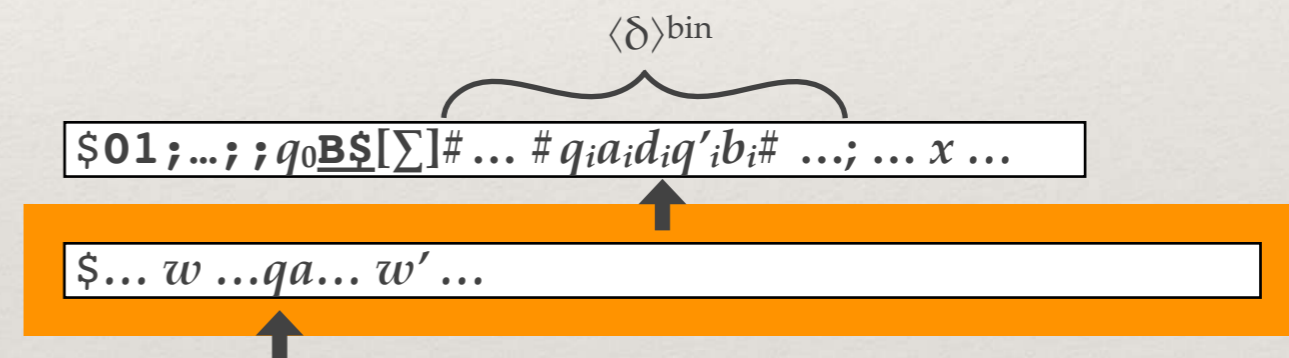 ⟨δ⟩bin
$01;…;;q0B$[∑]# … #qiaidiq′ibi# …; … x …
$… w …qa… w′ …